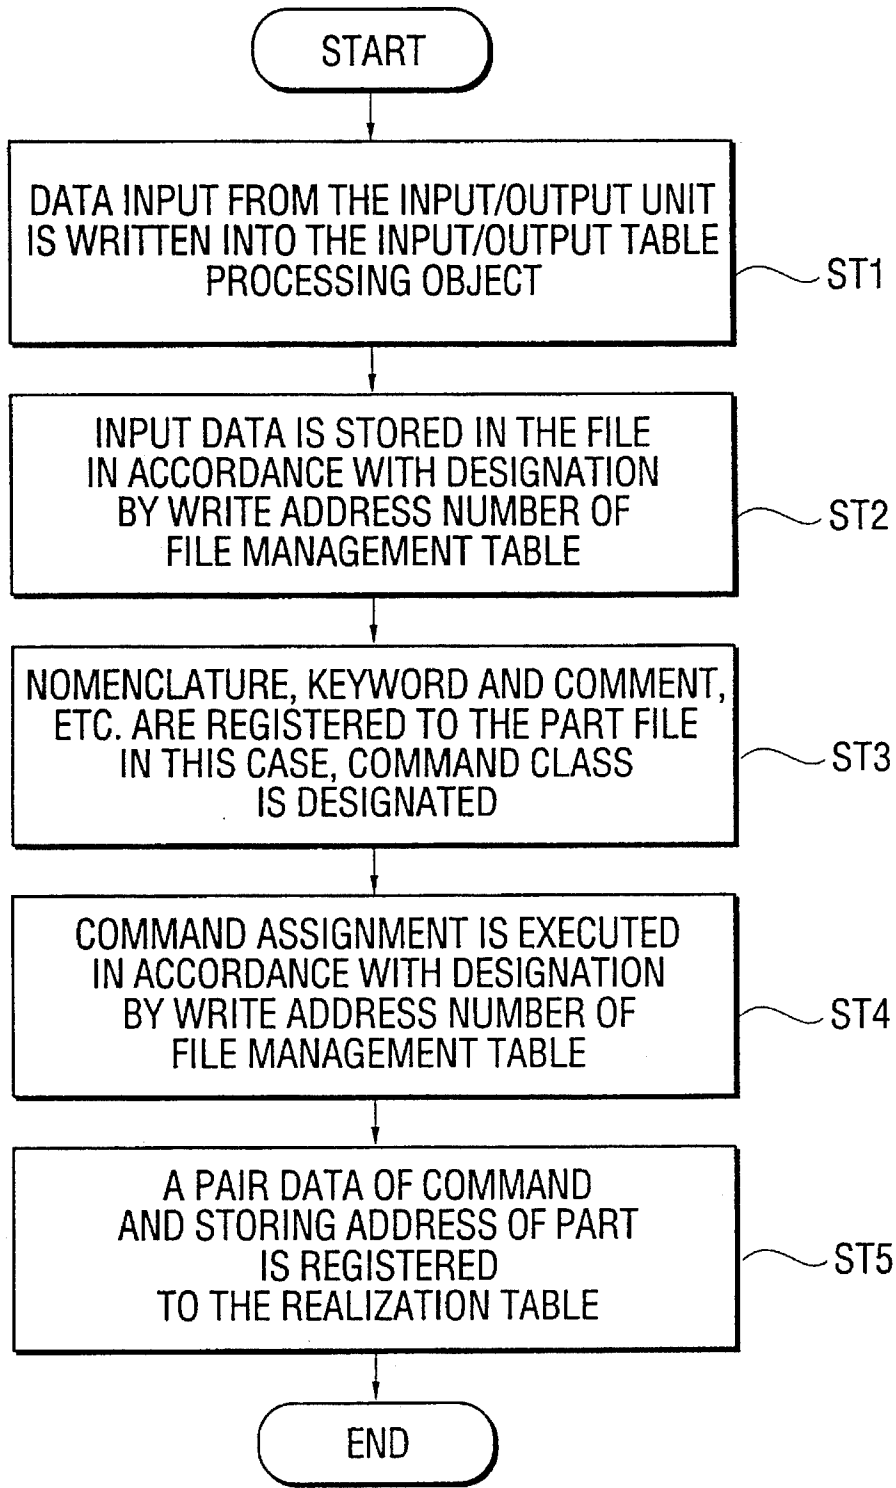 START
DATA INPUT FROM THE INPUT/OUTPUT UNIT
IS WRITTEN INTO THE INPUT/OUTPUT TABLE
PROCESSING OBJECT
ST1
INPUT DATA IS STORED IN THE FILE
IN ACCORDANCE WITH DESIGNATION
BY WRITE ADDRESS NUMBER OF
FILE MANAGEMENT TABLE
ST2
NOMENCLATURE, KEYWORD AND COMMENT,
ETC. ARE REGISTERED TO THE PART FILE
IN THIS CASE, COMMAND CLASS
IS DESIGNATED
ST3
COMMAND ASSIGNMENT IS EXECUTED
IN ACCORDANCE WITH DESIGNATION
BY WRITE ADDRESS NUMBER OF
FILE MANAGEMENT TABLE
ST4
A PAIR DATA OF COMMAND
AND STORING ADDRESS OF PART
IS REGISTERED
TO THE REALIZATION TABLE
ST5
END